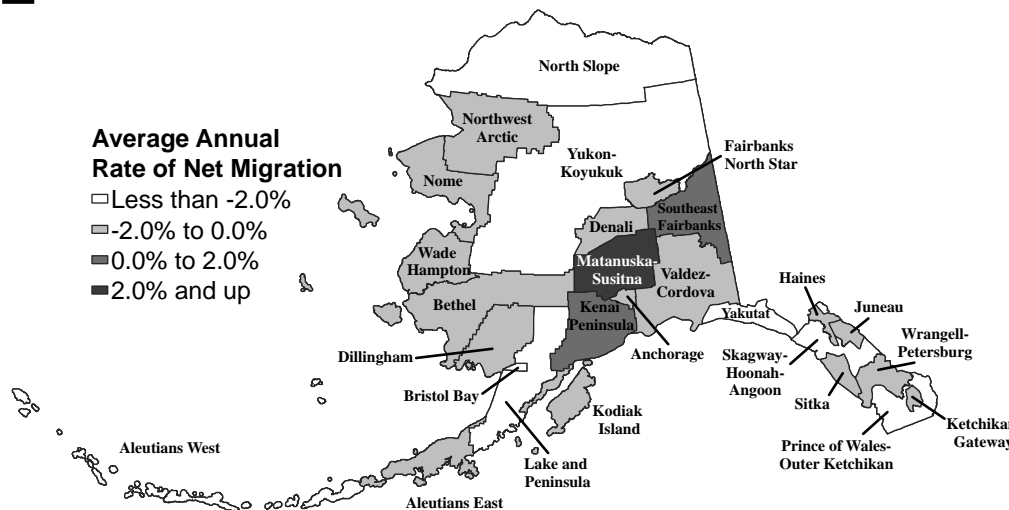 North Slope
Northwest
Arctic
Average Annual
Rate of Net Migration
Less than -2.0%
-2.0% to 0.0%
0.0% to 2.0%
2.0% and up
Yukon-
Koyukuk
Fairbanks
North Star
Nome
Southeast
Fairbanks
Denali
Wade
Hampton
Matanuska-
Susitna
Valdez-
Cordova
Haines
Bethel
Kenai
Peninsula
Yakutat
Juneau
Wrangell-
Petersburg
Dillingham
Anchorage
Skagway-
Hoonah-
Angoon
Bristol Bay
Sitka
Kodiak
Island
Ketchikan
Gateway
Aleutians West
Prince of Wales-
Outer Ketchikan
Lake and
Peninsula
Aleutians East